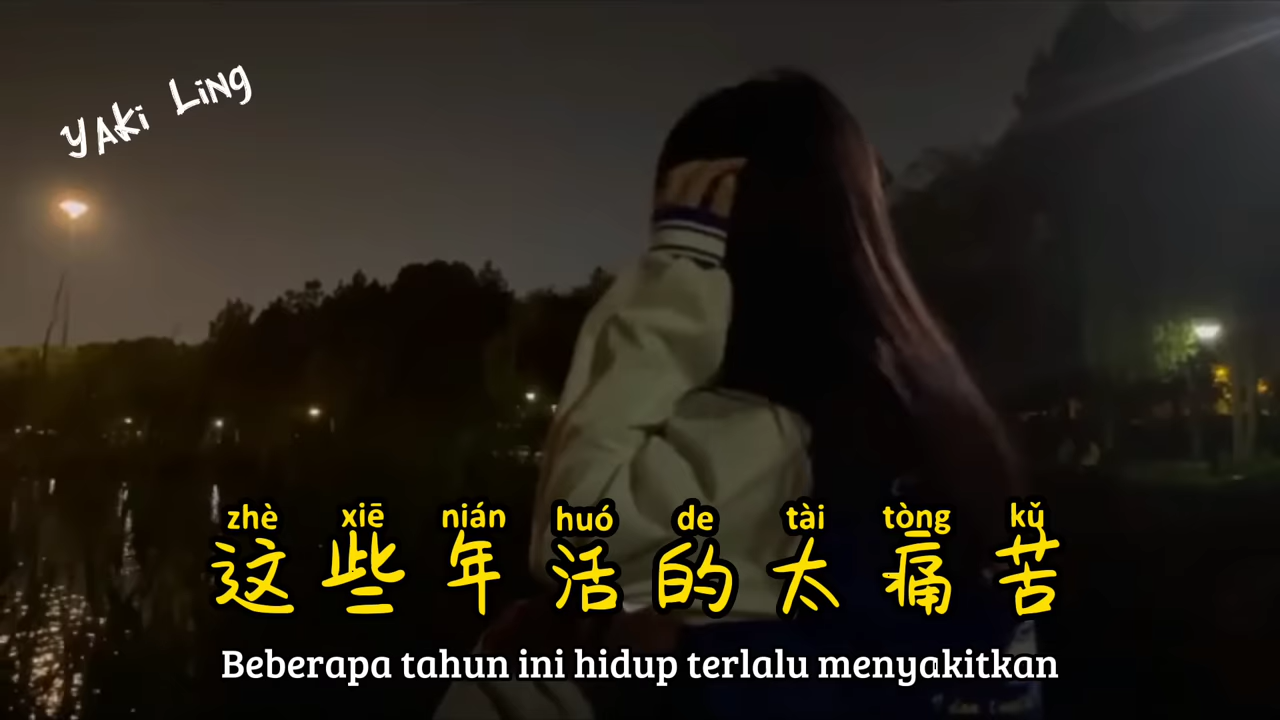 YAKi LiNg
zhè xiē nián huó de tài tòng kǔ
这些年活的太痛苦
Beberapa tahun ini hidup terlalu menyakitkan